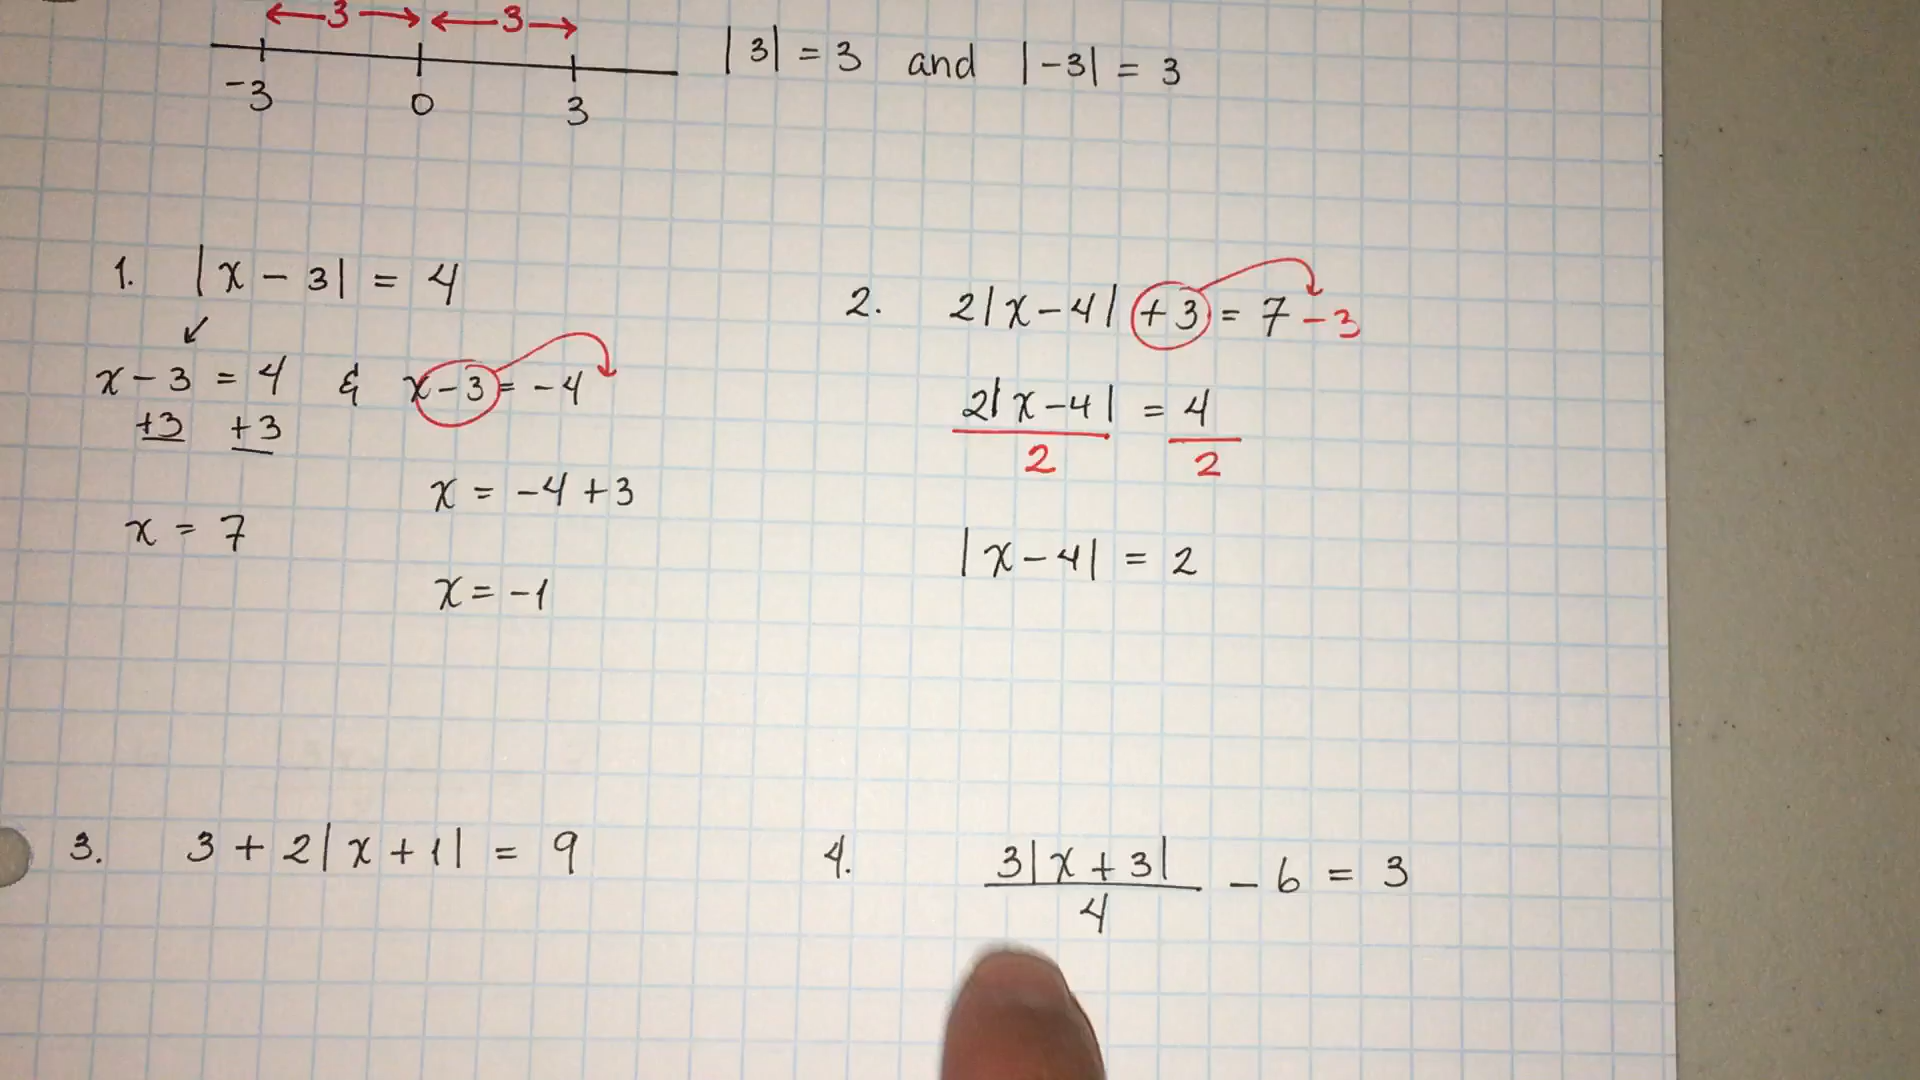 3 3
-3 0 3
|3| = 3 and |-3| = 3
1. |x - 3| = 4
x - 3 = 4 & x - 3 = -4
+3 +3
x = -4 + 3
x = 7
x = -1
2. 2|x - 4| + 3 = 7 - 3
2|x - 4| = 4
2 2
|x - 4| = 2
3. 3 + 2|x + 1| = 9
4. 3|x + 3| - 6 = 3
4